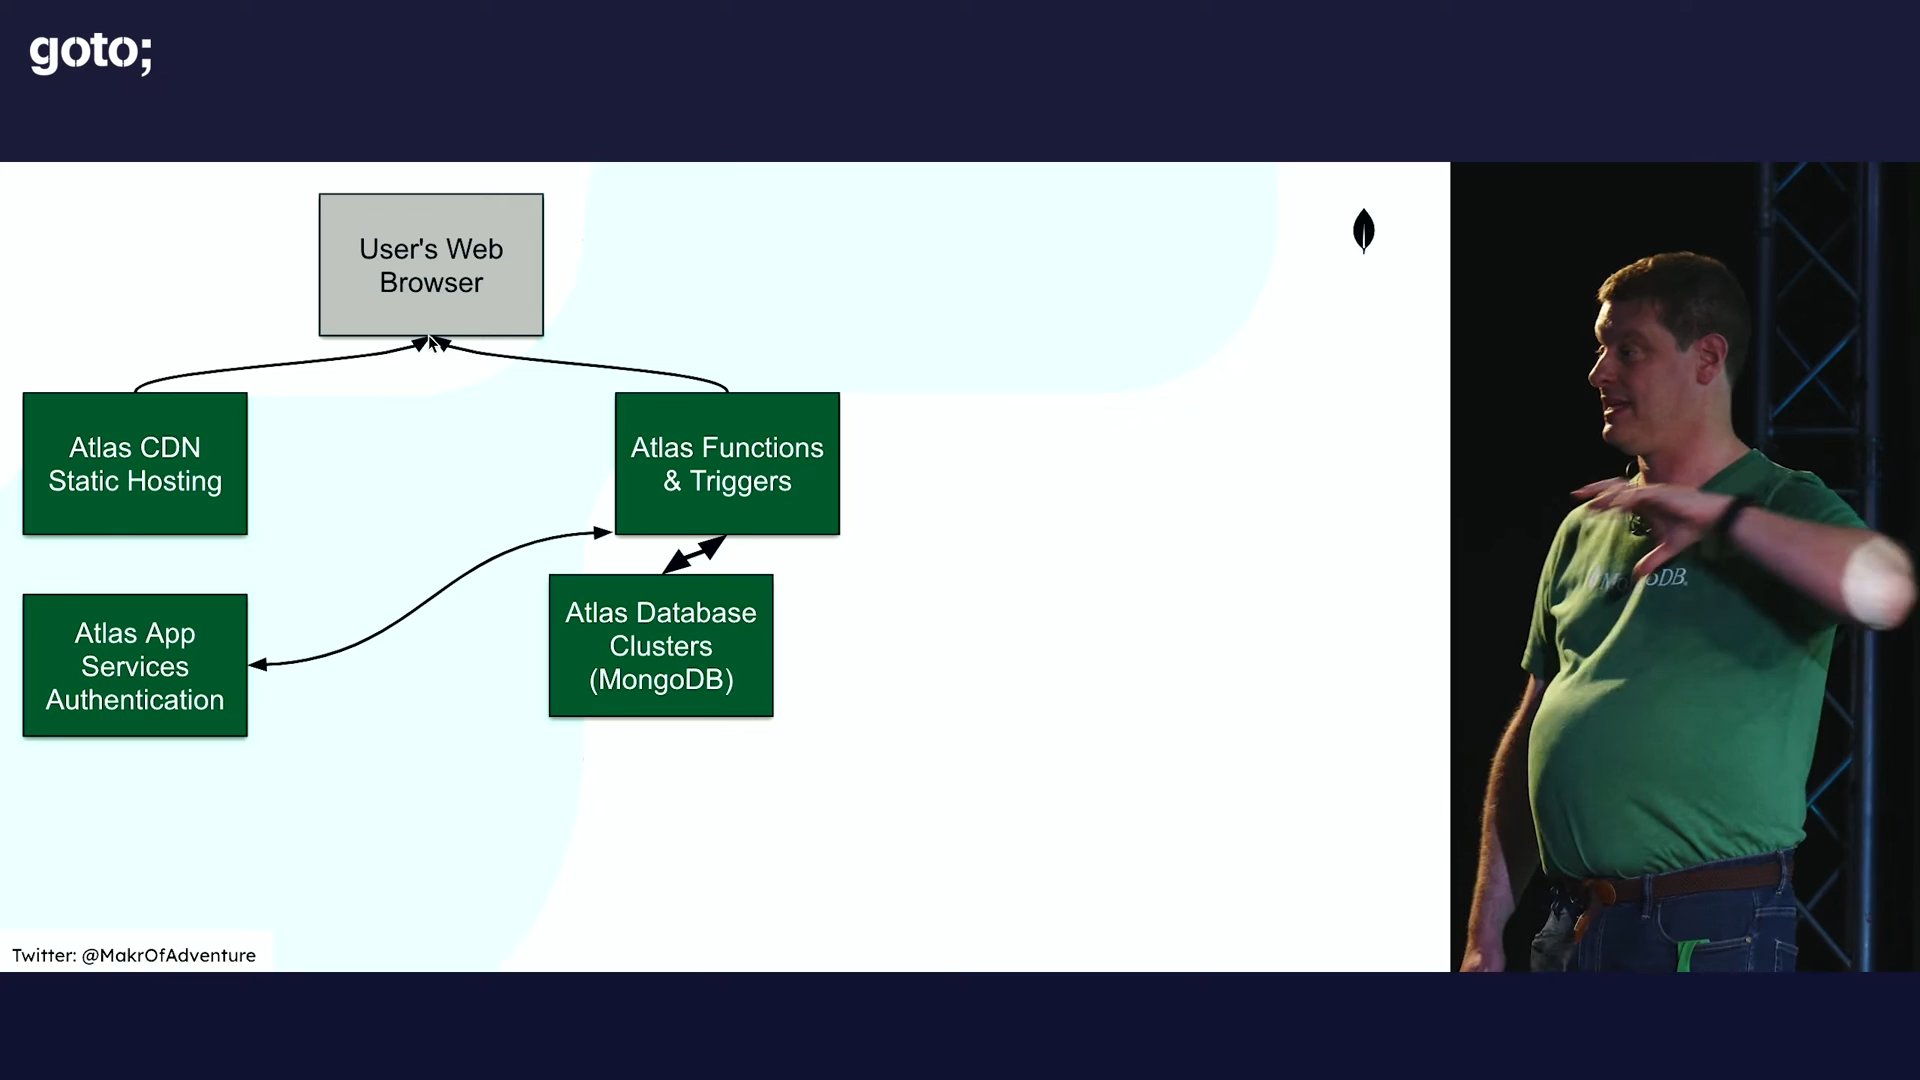 goto;
User's Web
Browser
Atlas CDN
Static Hosting
Atlas Functions
& Triggers
Atlas App
Services
Authentication
Atlas Database
Clusters
(MongoDB)
MongoDB®
Twitter: @MakrOfAdventure